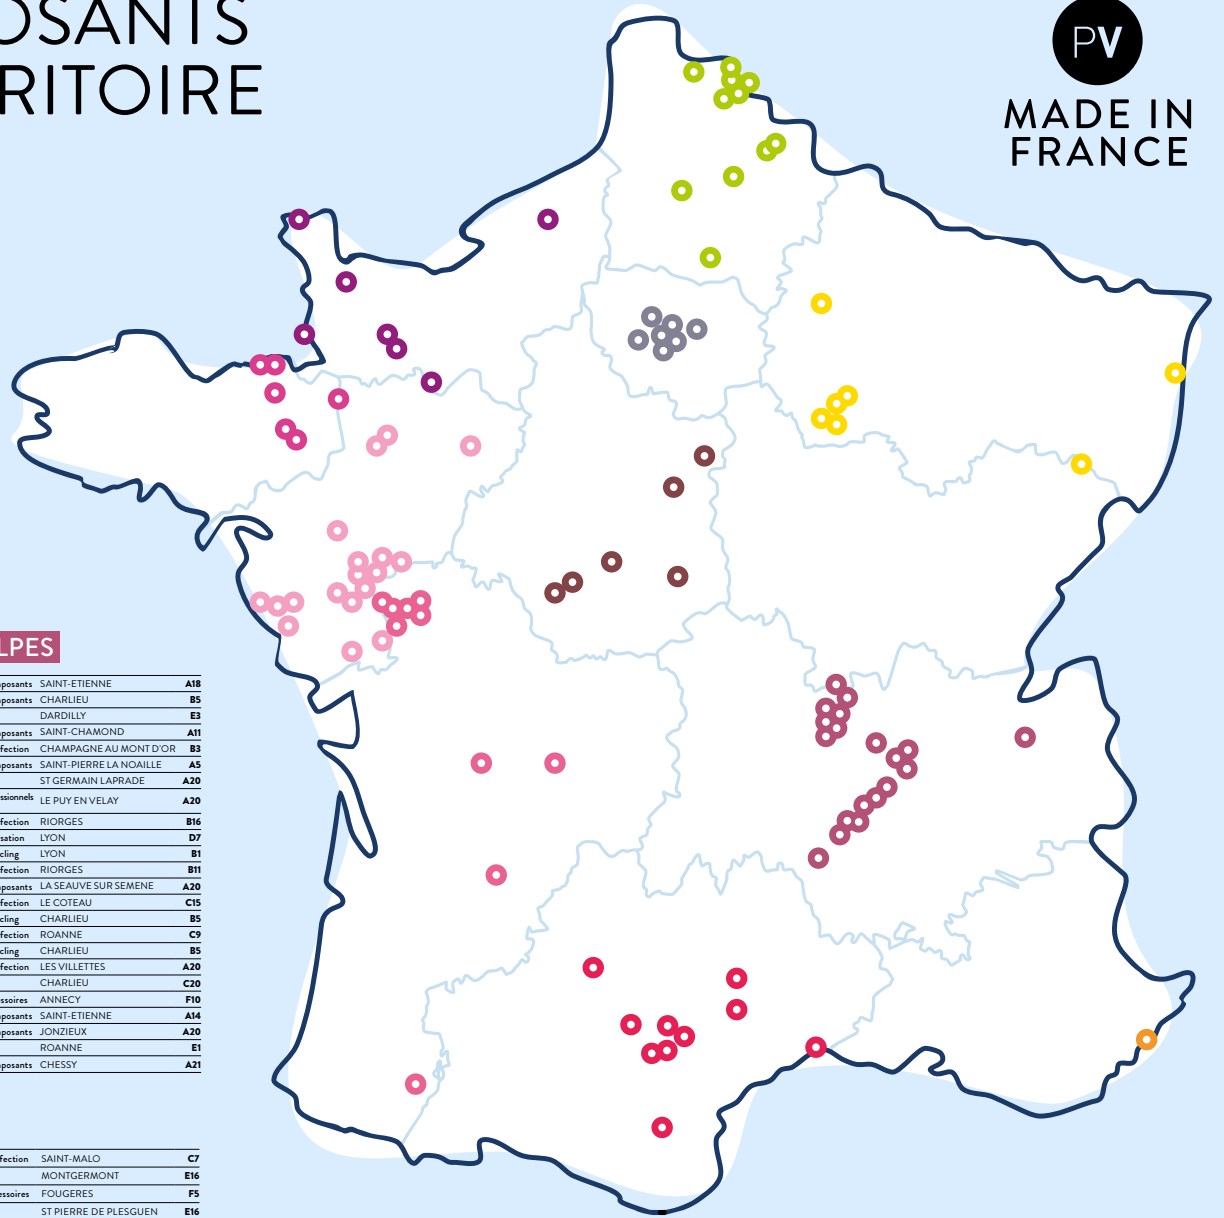 OSANTS
RITOIRE
PV
MADE IN
FRANCE
LPES
posants SAINT-ETIENNE A18
posants CHARLIEU B5
DARDILLY E3
posants SAINT-CHAMOND A11
fection CHAMPAGNE AU MONT D'OR B3
posants SAINT-PIERRE LA NOAILLE A5
ST GERMAIN LAPRADE A20
ssionnels LE PUY EN VELAY A20
fection RIORGES B16
sation LYON D7
cling LYON B1
fection RIORGES B11
posants LA SEAUVE SUR SEMENE A20
fection LE COTEAU C15
cling CHARLIEU B5
fection ROANNE C9
cling CHARLIEU B5
fection LES VILLETTES A20
CHARLIEU C20
ssoires ANNECY F10
posants SAINT-ETIENNE A14
posants JONZIEUX A20
ROANNE E1
posants CHESSY A21
fection SAINT-MALO C7
MONTGERMONT E16
essoires FOUGERES F5
ST PIERRE DE PLESGUEN E16